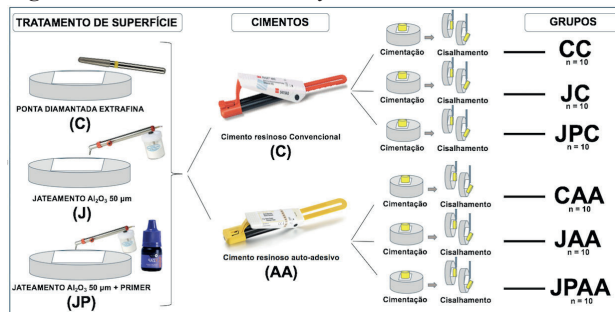 TRATAMENTO DE SUPERFÍCIE
CIMENTOS
GRUPOS
PONTA DIAMANTADA EXTRAFINA
(C)
JATEAMENTO Al₂O₃ 50 µm
(J)
JATEAMENTO Al₂O₃ 50 µm + PRIMER
(JP)
Cimento resinoso Convencional
(C)
Cimento resinoso auto-adesivo
(AA)
Cimentação
Cisalhamento
CC
n = 10
Cimentação
Cisalhamento
JC
n = 10
Cimentação
Cisalhamento
JPC
n = 10
Cimentação
Cisalhamento
CAA
n = 10
Cimentação
Cisalhamento
JAA
n = 10
Cimentação
Cisalhamento
JPAA
n = 10